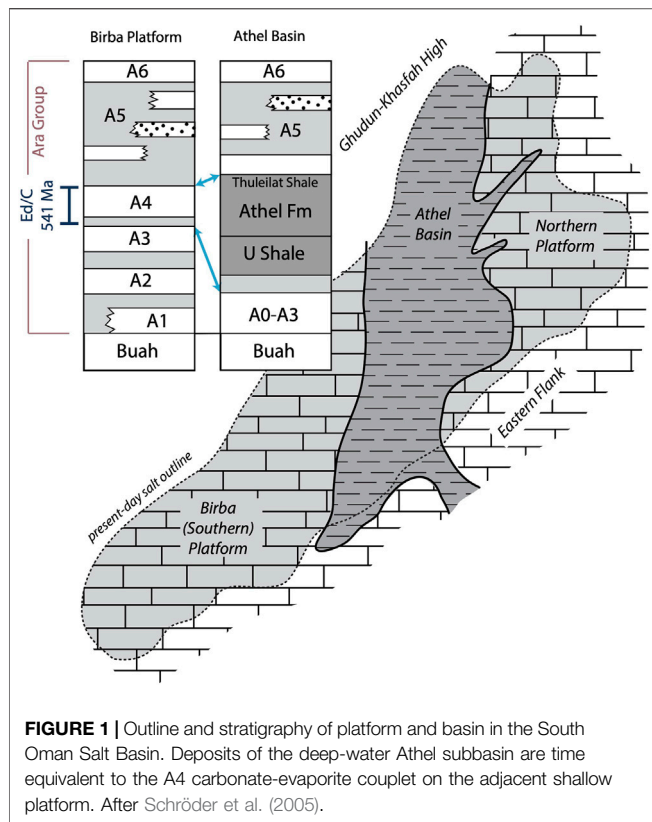 Birba Platform
Athel Basin
Ara Group
Ed/C
541 Ma
A6
A5
A4
A3
A2
A1
Buah
A6
A5
Thuleilat Shale
Athel Fm
U Shale
A0-A3
Buah
Ghudun-Khasfah High
Athel
Basin
Northern
Platform
Eastern Flank
present-day salt outline
Birba
(Southern)
Platform
FIGURE 1 | Outline and stratigraphy of platform and basin in the South
Oman Salt Basin. Deposits of the deep-water Athel subbasin are time
equivalent to the A4 carbonate-evaporite couplet on the adjacent shallow
platform. After Schröder et al. (2005).